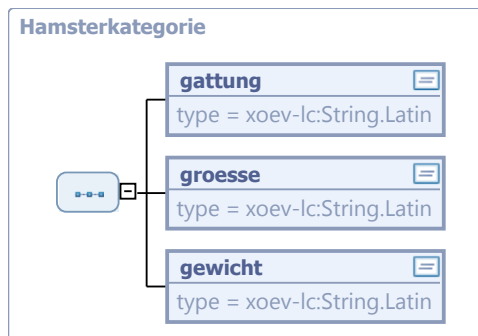 Hamsterkategorie
gattung
type = xoev-lc:String.Latin
groesse
type = xoev-lc:String.Latin
gewicht
type = xoev-lc:String.Latin